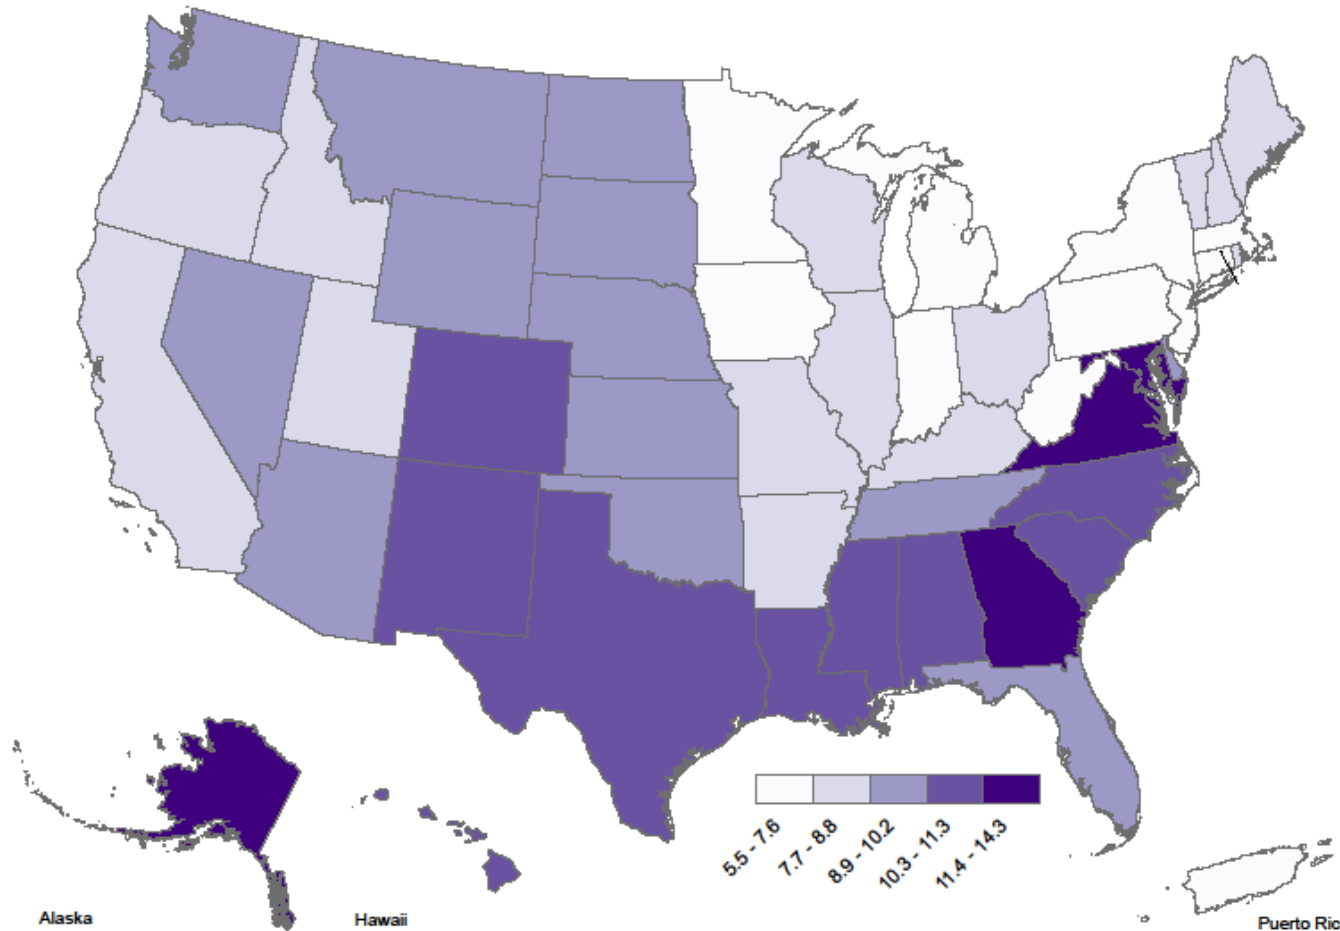 5.5 - 7.6
7.7 - 8.8
8.9 - 10.2
10.3 - 11.3
11.4 - 14.3
Alaska
Hawaii
Puerto Ric